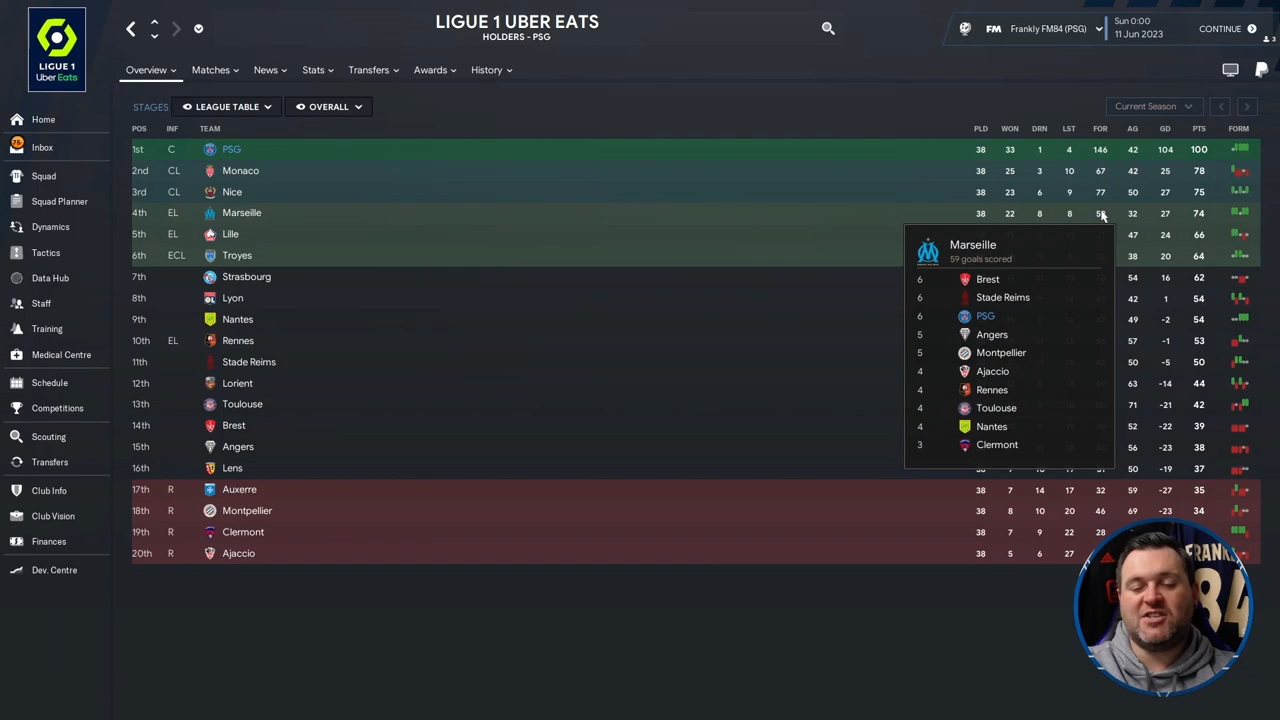 LIGUE 1 UBER EATS
HOLDERS - PSG
LIGUE 1
Uber Eats
FM Frankly FM84 (PSG)
Sun 0:00
11 Jun 2023
CONTINUE
3
Overview Matches News Stats Transfers Awards History
Home
75
Inbox
Squad
Squad Planner
Dynamics
Tactics
Data Hub
Staff
Training
Medical Centre
Schedule
Competitions
Scouting
Transfers
Club Info
Club Vision
Finances
Dev. Centre
STAGES LEAGUE TABLE OVERALL Current Season
POS INF TEAM PLD WON DRN LST FOR AG GD PTS FORM
1st C PSG 38 33 1 4 146 42 104 100
2nd CL Monaco 38 25 3 10 67 42 25 78
3rd CL Nice 38 23 6 9 77 50 27 75
4th EL Marseille 38 22 8 8 32 27 74
5th EL Lille 47 24 66
6th ECL Troyes 38 20 64
7th Strasbourg 54 16 62
8th Lyon 42 1 54
9th Nantes 49 -2 54
10th EL Rennes 57 -1 53
11th Stade Reims 50 -5 50
12th Lorient 63 -14 44
13th Toulouse 71 -21 42
14th Brest 52 -22 39
15th Angers 56 -23 38
16th Lens 50 -19 37
17th R Auxerre 38 7 14 17 32 59 -27 35
18th R Montpellier 38 8 10 20 46 69 -23 34
19th R Clermont 38 7 9 22 28
20th R Ajaccio 38 5 6 27
Marseille
59 goals scored
6 Brest
6 Stade Reims
6 PSG
5 Angers
5 Montpellier
4 Ajaccio
4 Rennes
4 Toulouse
4 Nantes
3 Clermont
84